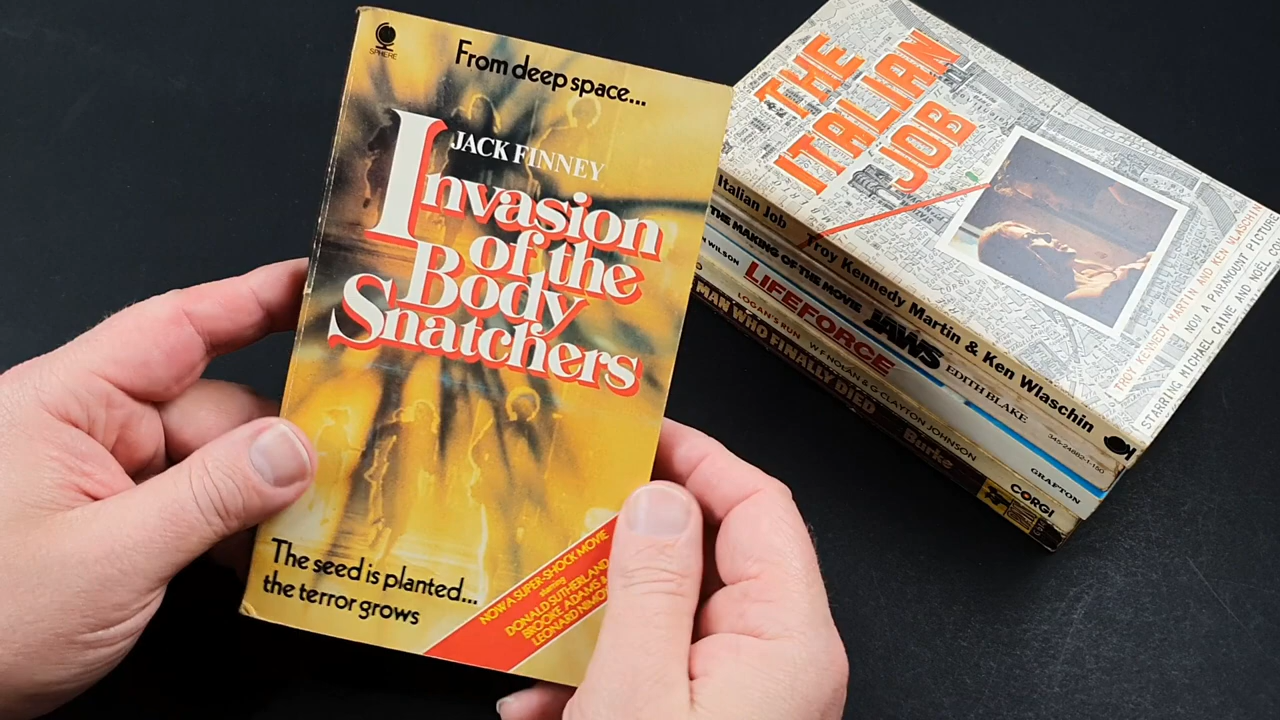 SPHERE
From deep space...
JACK FINNEY
Invasion
of the
Body
Snatchers
The seed is planted...
the terror grows
NOW A SUPER-SHOCK MOVIE
starring
DONALD SUTHERLAND
BROOKE ADAMS &
LEONARD
THE
ITALIAN
JOB
TROY KENNEDY MARTIN AND KEN WLASCHIN
NOW A PARAMOUNT
STARRING MICHAEL CAINE AND NOEL
Italian Job Troy Kennedy Martin & Ken Wlaschin
THE MAKING OF THE MOVIE JAWS EDITH BLAKE 345-24882-1-150
WILSON LIFEFORCE GRAFTON
LOGAN'S RUN W F NOLAN & G CLAYTON JOHNSON CORGI
MAN WHO FINALLY DIED Burke